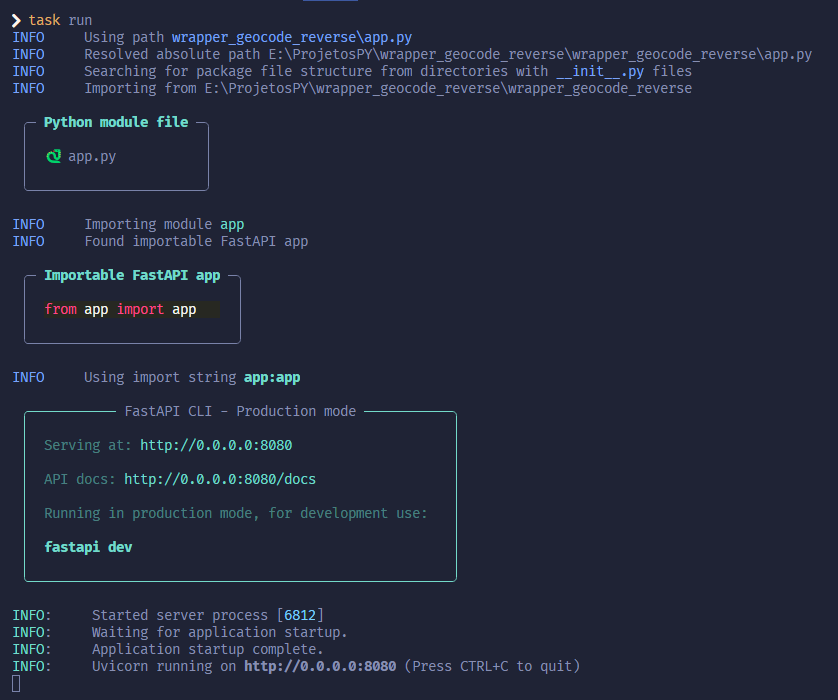 ❯ task run
INFO     Using path wrapper_geocode_reverse\app.py
INFO     Resolved absolute path E:\ProjetosPY\wrapper_geocode_reverse\wrapper_geocode_reverse\app.py
INFO     Searching for package file structure from directories with __init__.py files
INFO     Importing from E:\ProjetosPY\wrapper_geocode_reverse\wrapper_geocode_reverse
Python module file
🐍 app.py
INFO     Importing module app
INFO     Found importable FastAPI app
Importable FastAPI app
from app import app
INFO     Using import string app:app
FastAPI CLI - Production mode
Serving at: http://0.0.0.0:8080
API docs: http://0.0.0.0:8080/docs
Running in production mode, for development use:
fastapi dev
INFO:     Started server process [6812]
INFO:     Waiting for application startup.
INFO:     Application startup complete.
INFO:     Uvicorn running on http://0.0.0.0:8080 (Press CTRL+C to quit)